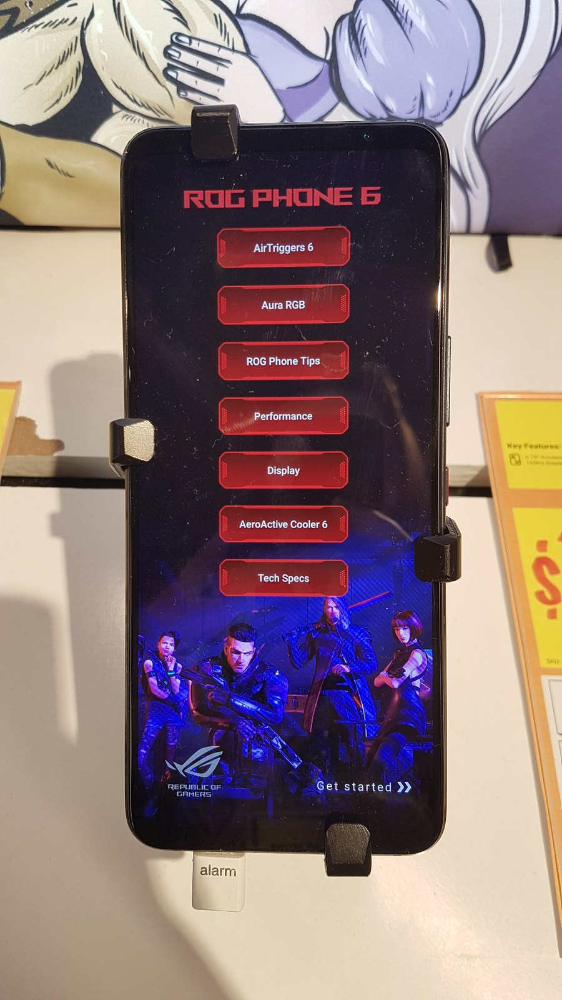 ROG PHONE 6
AirTriggers 6
Aura RGB
ROG Phone Tips
Performance
Display
AeroActive Cooler 6
Tech Specs
REPUBLIC OF
GAMERS
Get started
alarm
Key Features:
$
SKU